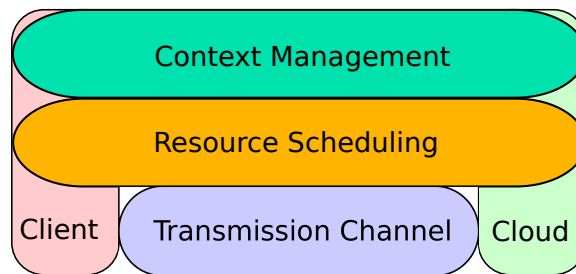 Context Management
Resource Scheduling
Client
Transmission Channel
Cloud